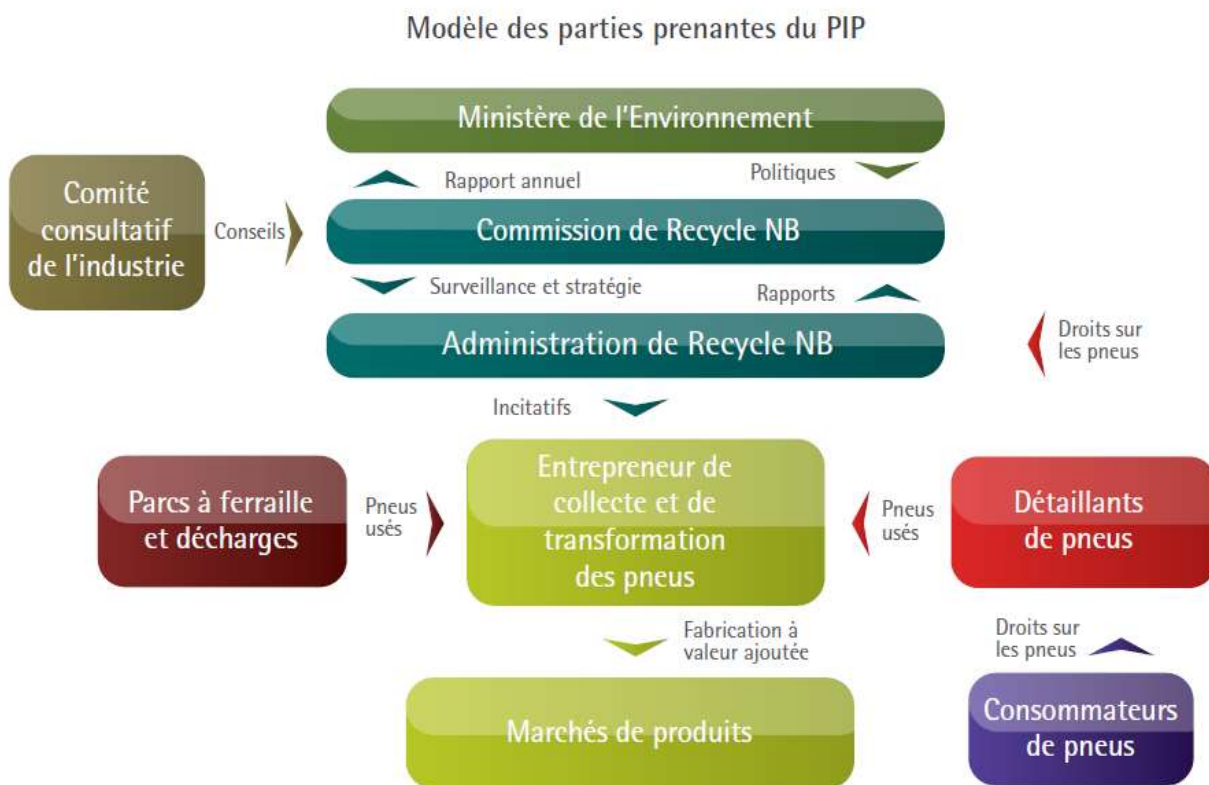 Modèle des parties prenantes du PIP
Ministère de l'Environnement
Rapport annuel
Politiques
Comité
consultatif
de l'industrie
Conseils
Commission de Recycle NB
Surveillance et stratégie
Rapports
Administration de Recycle NB
Droits sur
les pneus
Incitatifs
Parcs à ferraille
et décharges
Pneus
usés
Entrepreneur de
collecte et de
transformation
des pneus
Pneus
usés
Détaillants
de pneus
Fabrication à
valeur ajoutée
Droits sur
les pneus
Marchés de produits
Consommateurs
de pneus